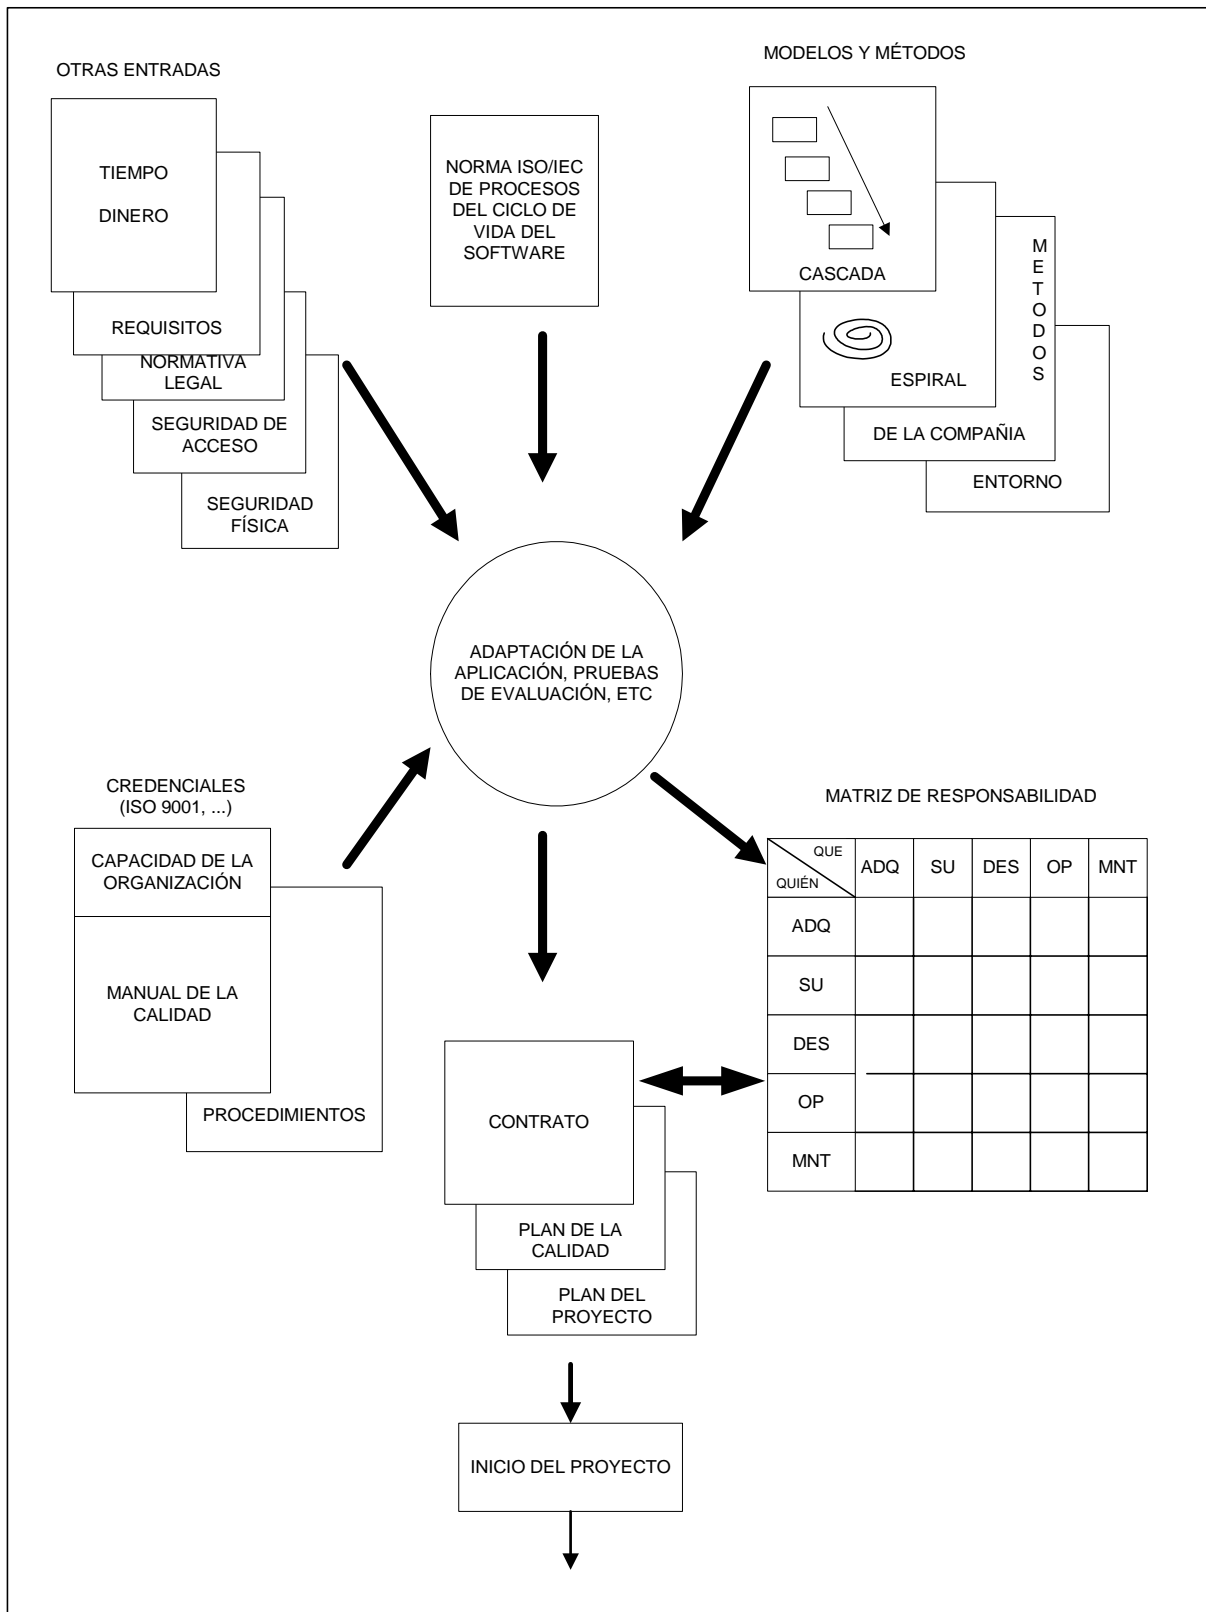 OTRAS ENTRADAS
TIEMPO
DINERO
REQUISITOS
NORMATIVA
LEGAL
SEGURIDAD DE
ACCESO
SEGURIDAD
FÍSICA
NORMA ISO/IEC
DE PROCESOS
DEL CICLO DE
VIDA DEL
SOFTWARE
MODELOS Y MÉTODOS
CASCADA
ESPIRAL
METODOS
DE LA COMPAÑIA
ENTORNO
ADAPTACIÓN DE LA
APLICACIÓN, PRUEBAS
DE EVALUACIÓN, ETC
CREDENCIALES
(ISO 9001, ...)
CAPACIDAD DE LA
ORGANIZACIÓN
MANUAL DE LA
CALIDAD
PROCEDIMIENTOS
MATRIZ DE RESPONSABILIDAD
QUE
QUIÉN
ADQ SU DES OP MNT
ADQ
SU
DES
OP
MNT
CONTRATO
PLAN DE LA
CALIDAD
PLAN DEL
PROYECTO
INICIO DEL PROYECTO